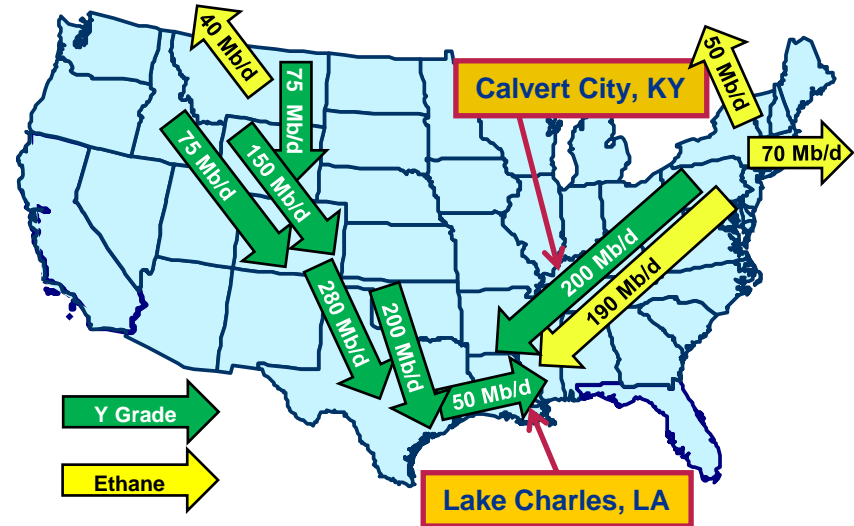 40 Mb/d
50 Mb/d
75 Mb/d
Calvert City, KY
75 Mb/d
150 Mb/d
70 Mb/d
200 Mb/d
190 Mb/d
280 Mb/d
200 Mb/d
50 Mb/d
Y Grade
Ethane
Lake Charles, LA